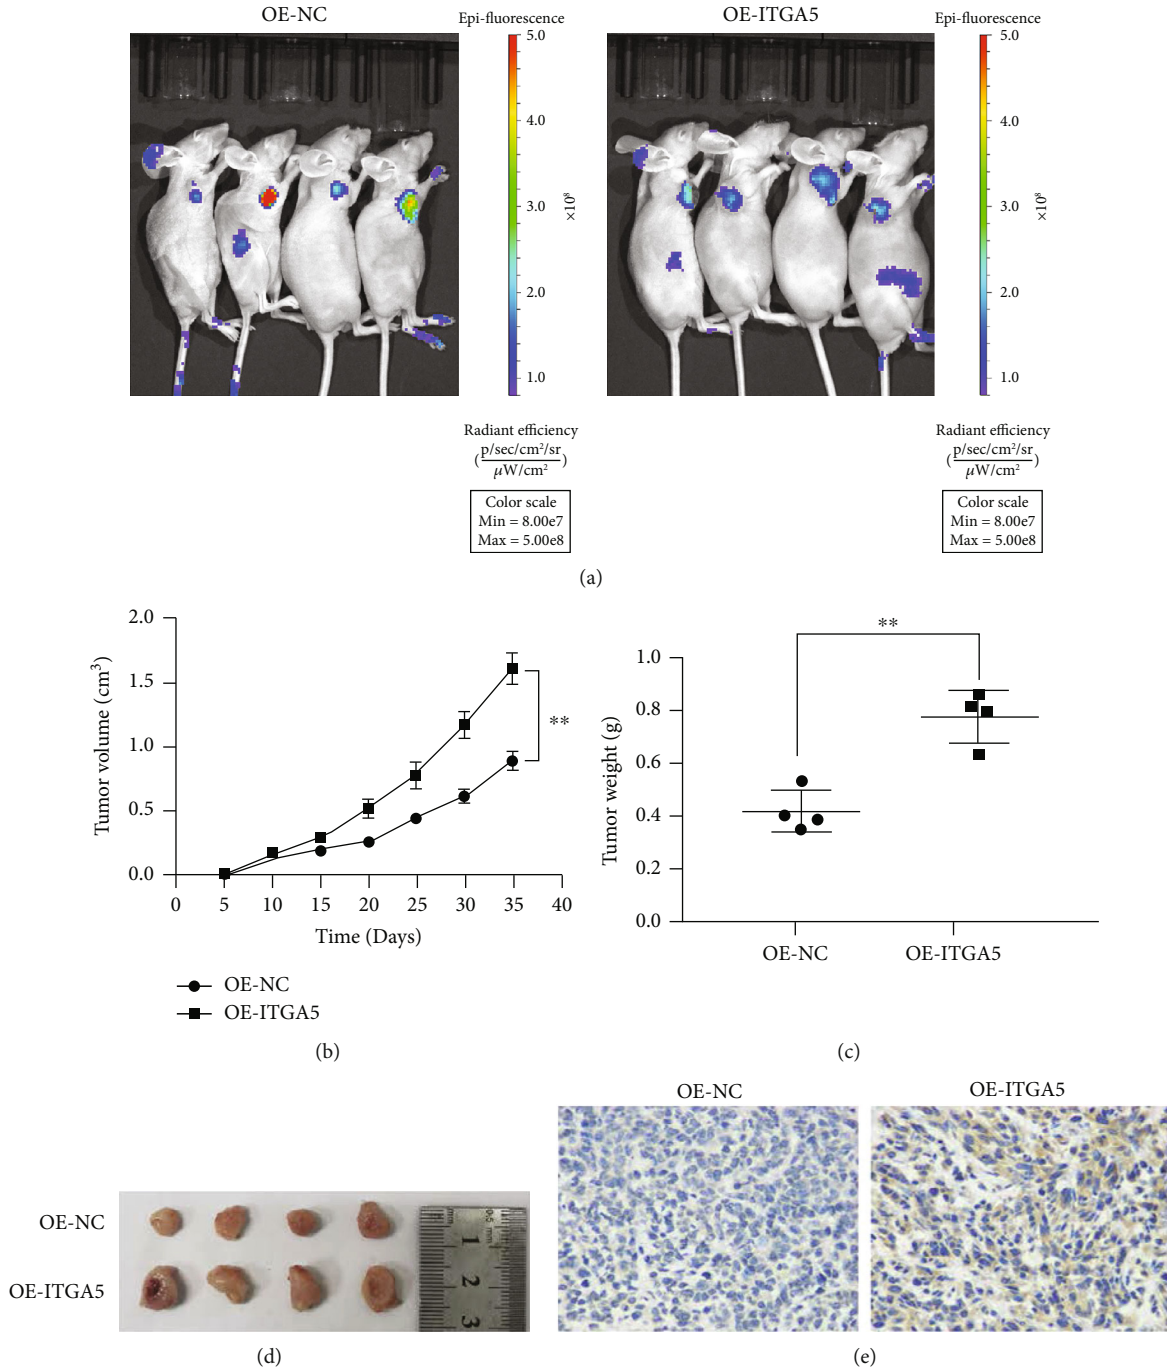 OE-NC
Epi-fluorescence
5.0
4.0
3.0
2.0
1.0
×10⁸
Radiant efficiency
(p/sec/cm²/sr / μW/cm²)
Color scale
Min = 8.00e7
Max = 5.00e8
OE-ITGA5
Epi-fluorescence
5.0
4.0
3.0
2.0
1.0
×10⁸
Radiant efficiency
(p/sec/cm²/sr / μW/cm²)
Color scale
Min = 8.00e7
Max = 5.00e8
(a)
Tumor volume (cm³)
2.0
1.5
1.0
0.5
0.0
0 5 10 15 20 25 30 35 40
Time (Days)
**
OE-NC
OE-ITGA5
(b)
Tumor weight (g)
1.0
0.8
0.6
0.4
0.2
0.0
**
OE-NC OE-ITGA5
(c)
OE-NC
OE-ITGA5
0.5 mm
1
2
3
(d)
OE-NC OE-ITGA5
(e)